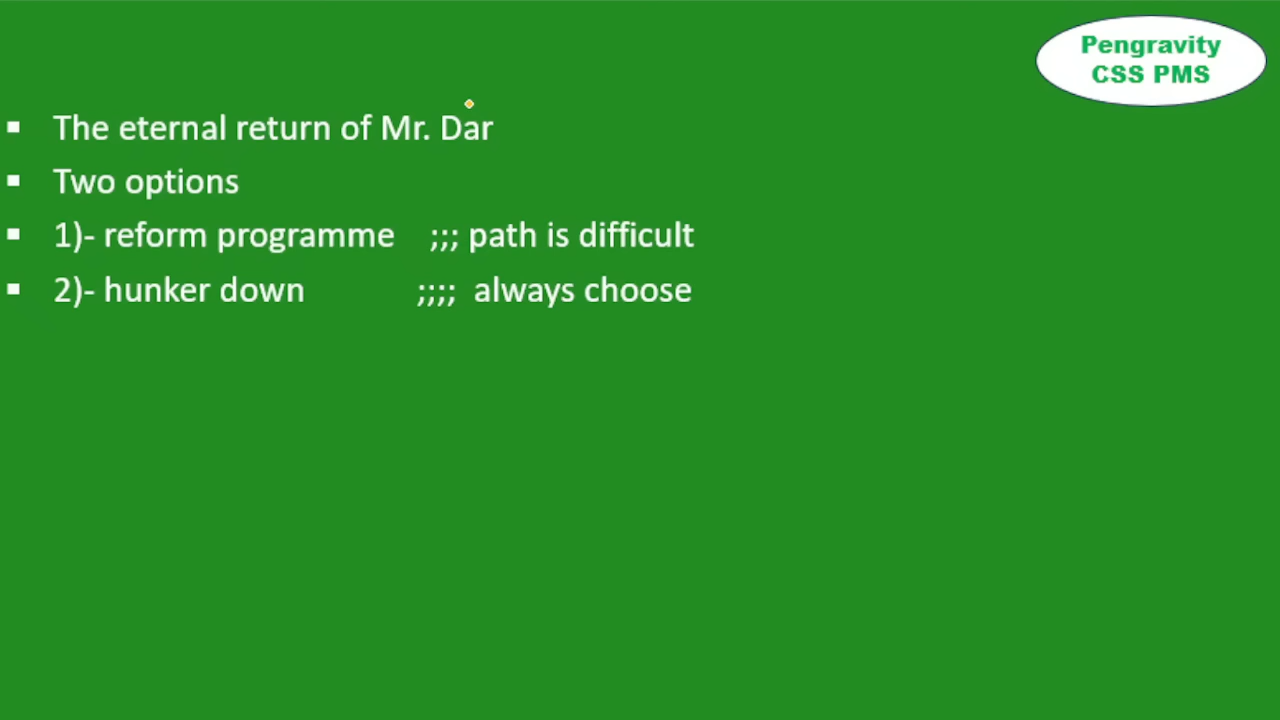 Pengravity
CSS PMS
▪ The eternal return of Mr. Dar
▪ Two options
▪ 1)- reform programme ;;; path is difficult
▪ 2)- hunker down ;;;; always choose